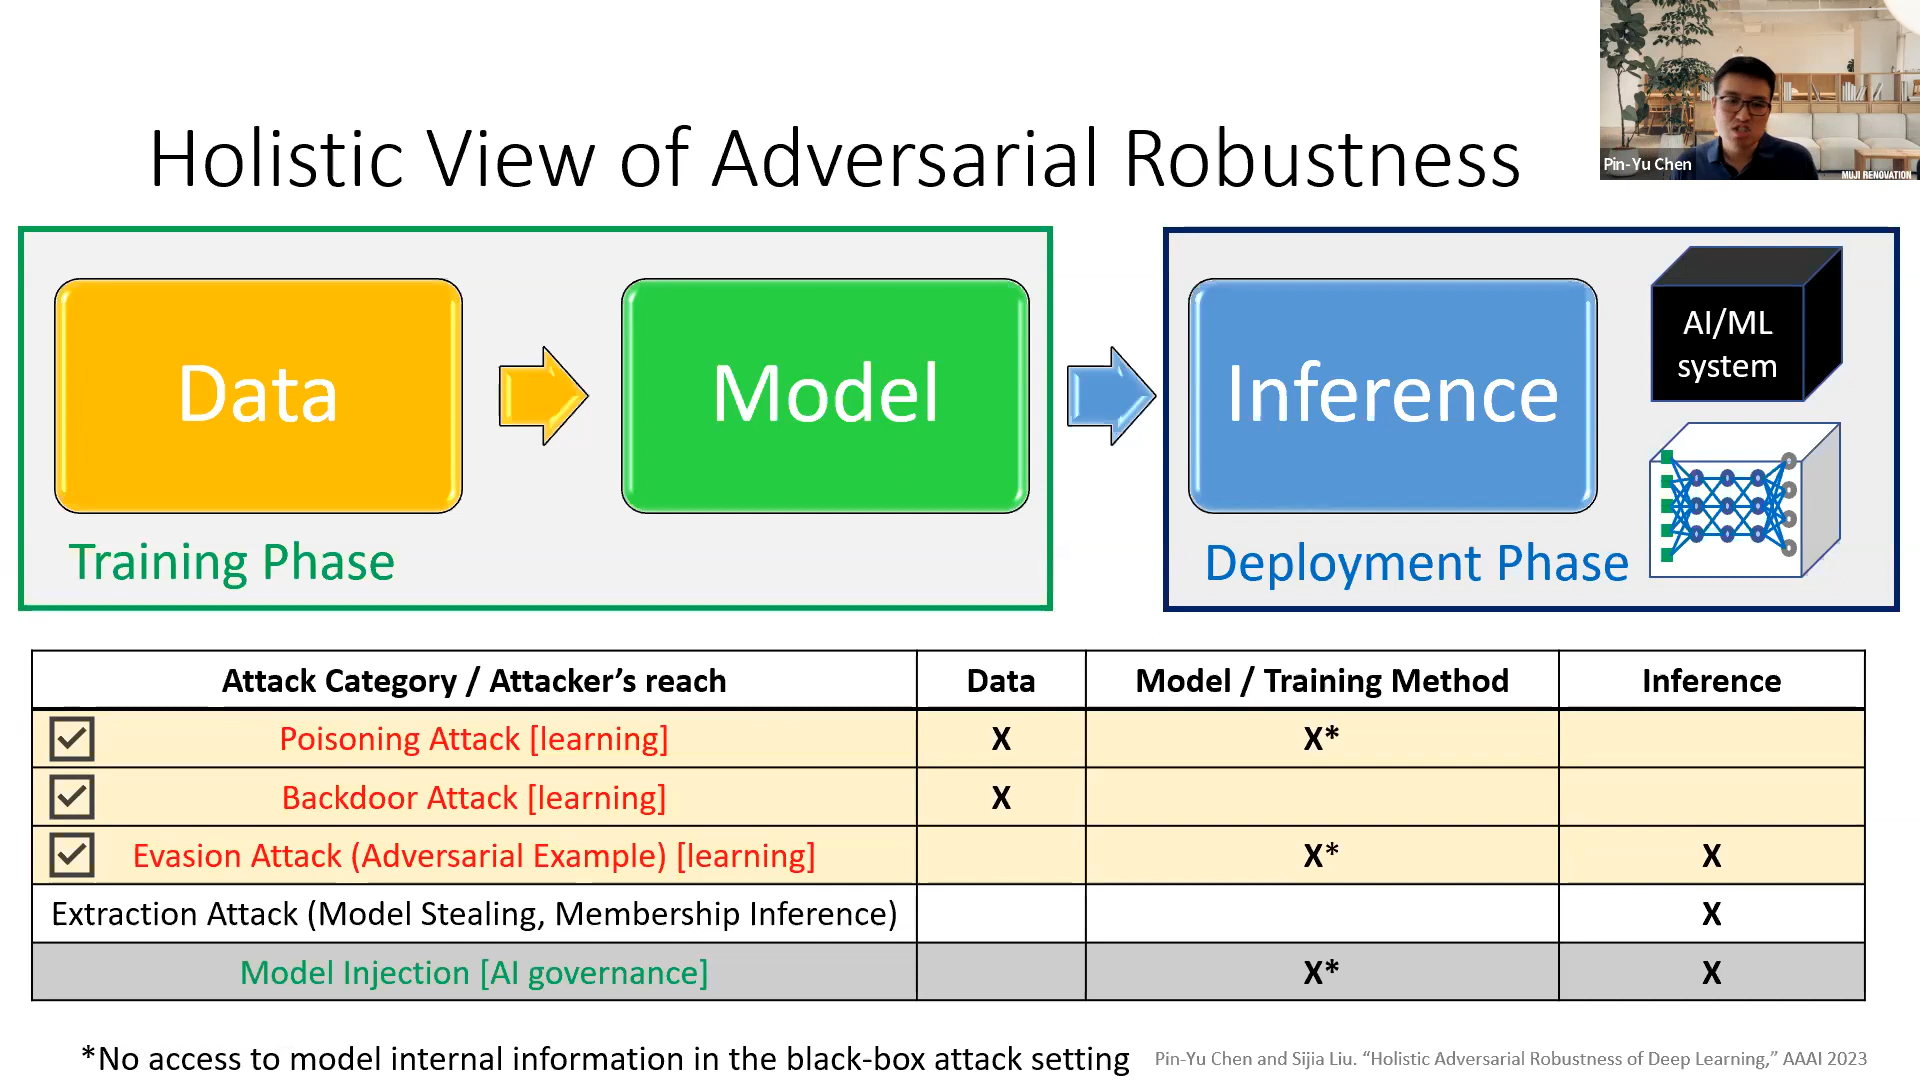 Holistic View of Adversarial Robustness
Pin-Yu Chen
MUJI RENOVATION
Data
Model
Inference
AI/ML
system
Training Phase
Deployment Phase
Attack Category / Attacker’s reach Data Model / Training Method Inference
Poisoning Attack [learning] X X*
Backdoor Attack [learning] X
Evasion Attack (Adversarial Example) [learning] X* X
Extraction Attack (Model Stealing, Membership Inference) X
Model Injection [AI governance] X* X
*No access to model internal information in the black-box attack setting
Pin-Yu Chen and Sijia Liu. “Holistic Adversarial Robustness of Deep Learning,” AAAI 2023